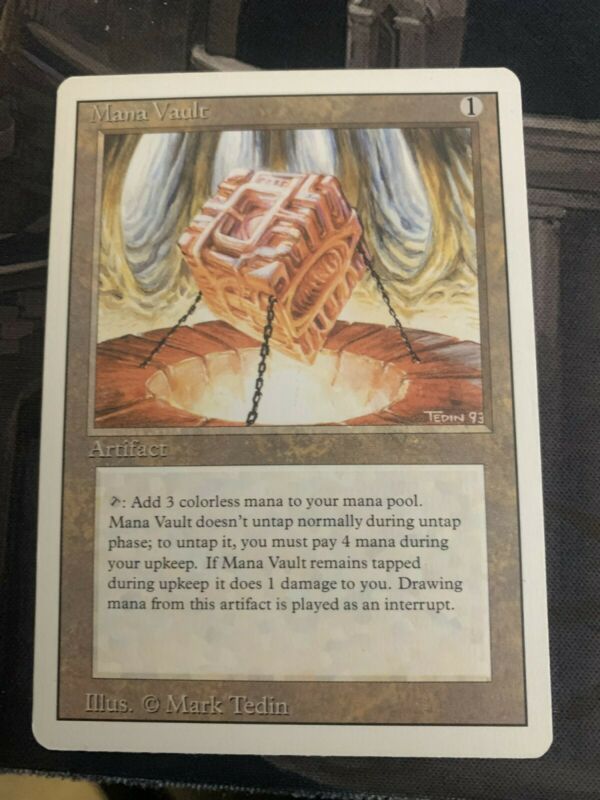 Mana Vault
1
TEDIN 93
Artifact
: Add 3 colorless mana to your mana pool.
Mana Vault doesn't untap normally during untap
phase; to untap it, you must pay 4 mana during
your upkeep. If Mana Vault remains tapped
during upkeep it does 1 damage to you. Drawing
mana from this artifact is played as an interrupt.
Illus. © Mark Tedin